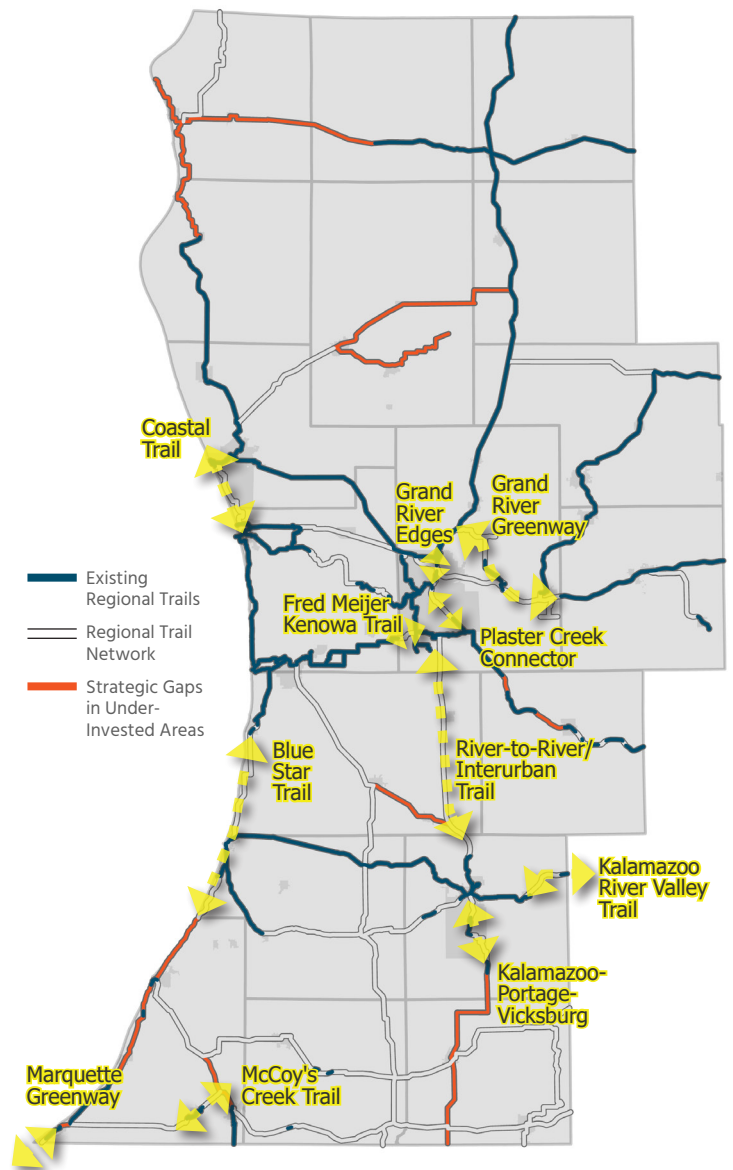 Coastal
Trail
Grand
River
Edges
Grand
River
Greenway
Existing
Regional Trails
Regional Trail
Network
Strategic Gaps
in Under-
Invested Areas
Fred Meijer
Kenowa Trail
Plaster Creek
Connector
Blue
Star
Trail
River-to-River/
Interurban
Trail
Kalamazoo
River Valley
Trail
Kalamazoo-
Portage-
Vicksburg
Marquette
Greenway
McCoy's
Creek Trail